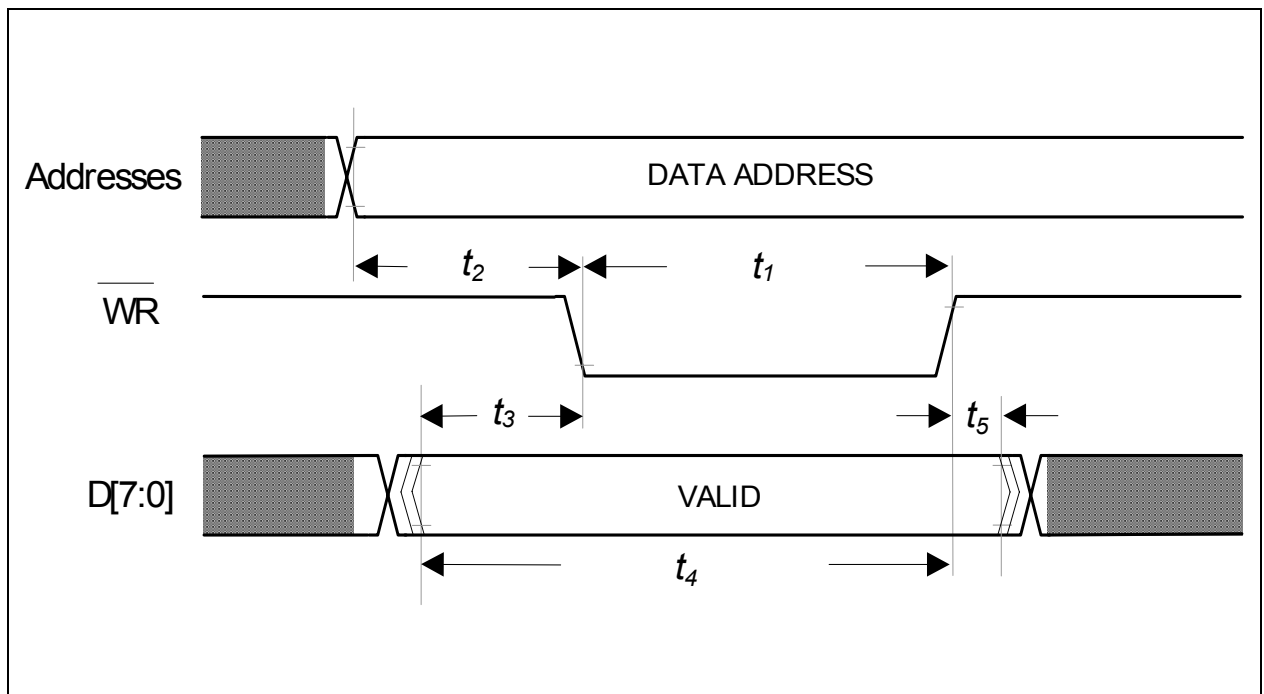 Addresses
DATA ADDRESS
t2
t1
WR
t3
t5
D[7:0]
VALID
t4